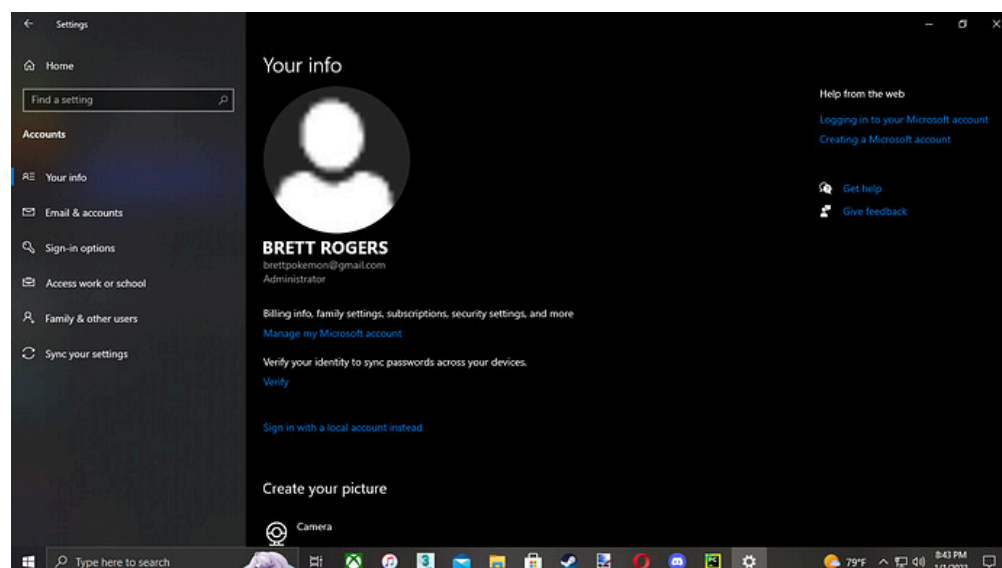 Settings
Home
Find a setting
Accounts
Your info
Email & accounts
Sign-in options
Access work or school
Family & other users
Sync your settings
Your info
BRETT ROGERS
brettpokemon@gmail.com
Administrator
Billing info, family settings, subscriptions, security settings, and more
Manage my Microsoft account
Verify your identity to sync passwords across your devices.
Verify
Sign in with a local account instead
Create your picture
Camera
Help from the web
Logging in to your Microsoft account
Creating a Microsoft account
Get help
Give feedback
Type here to search
3
PC
79°F
8:43 PM